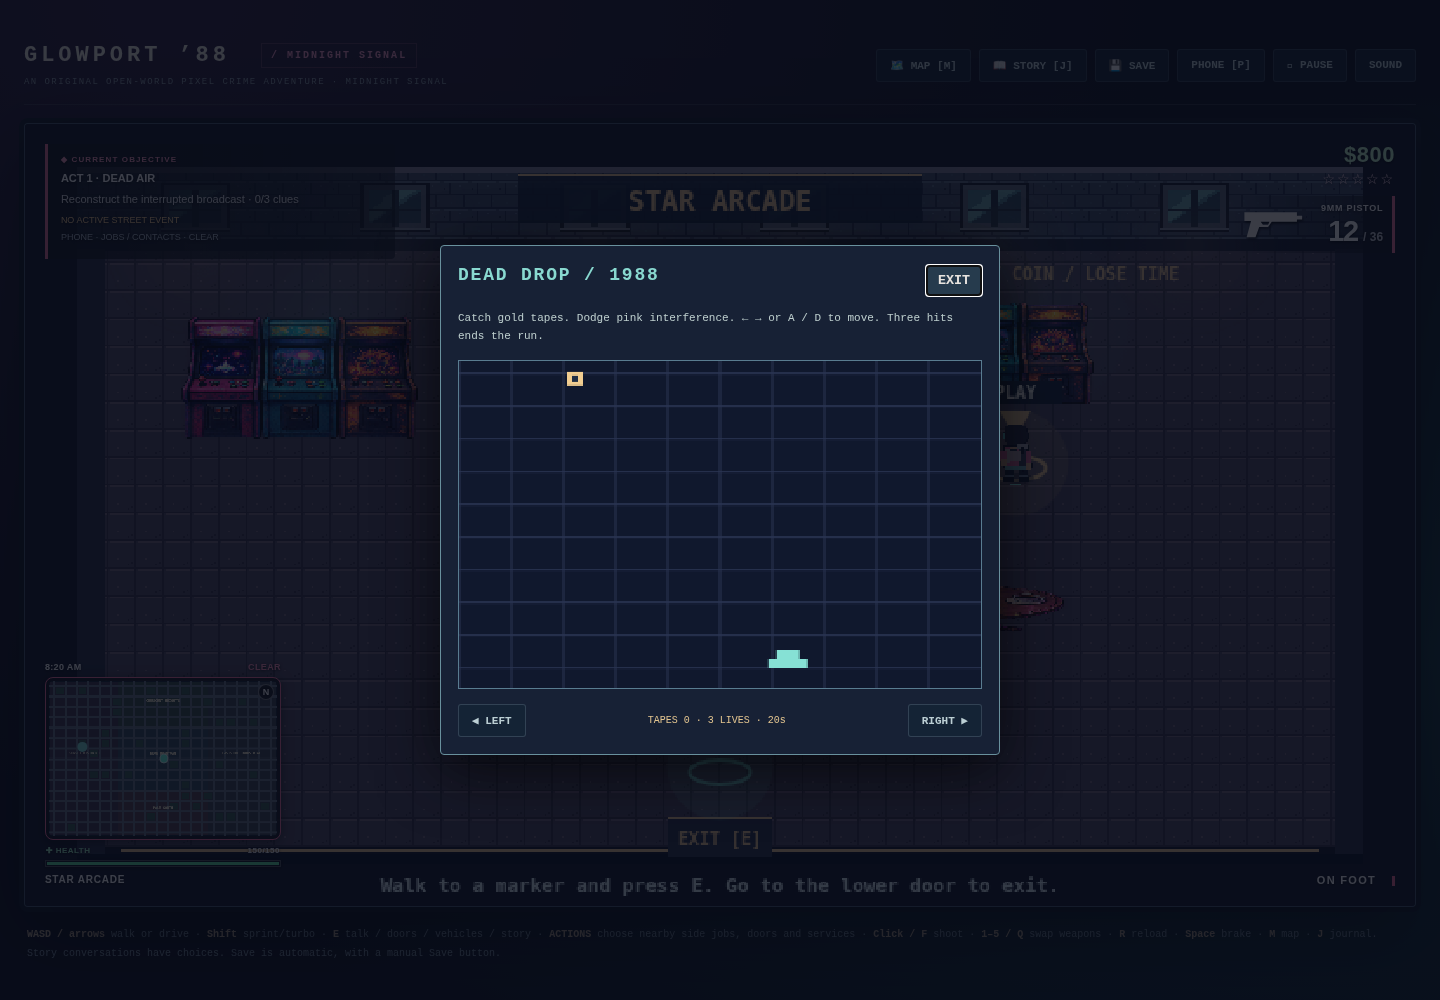 GLOWPORT ’88
/ MIDNIGHT SIGNAL
AN ORIGINAL OPEN-WORLD PIXEL CRIME ADVENTURE · MIDNIGHT SIGNAL
MAP [M]
STORY [J]
SAVE
PHONE [P]
PAUSE
SOUND
◆ CURRENT OBJECTIVE
ACT 1 · DEAD AIR
Reconstruct the interrupted broadcast · 0/3 clues
NO ACTIVE STREET EVENT
PHONE · JOBS / CONTACTS · CLEAR
STAR ARCADE
$800
☆☆☆☆☆
9MM PISTOL
12 / 36
COIN / LOSE TIME
PLAY
DEAD DROP / 1988
EXIT
Catch gold tapes. Dodge pink interference. ← → or A / D to move. Three hits
ends the run.
◀ LEFT
TAPES 0 · 3 LIVES · 20s
RIGHT ▶
8:20 AM
CLEAR
N
✚ HEALTH
STAR ARCADE
EXIT [E]
Walk to a marker and press E. Go to the lower door to exit.
ON FOOT
WASD / arrows walk or drive · Shift sprint/turbo · E talk / doors / vehicles / story · ACTIONS choose nearby side jobs, doors and services · Click / F shoot · 1–5 / Q swap weapons · R reload · Space brake · M map · J journal.
Story conversations have choices. Save is automatic, with a manual Save button.